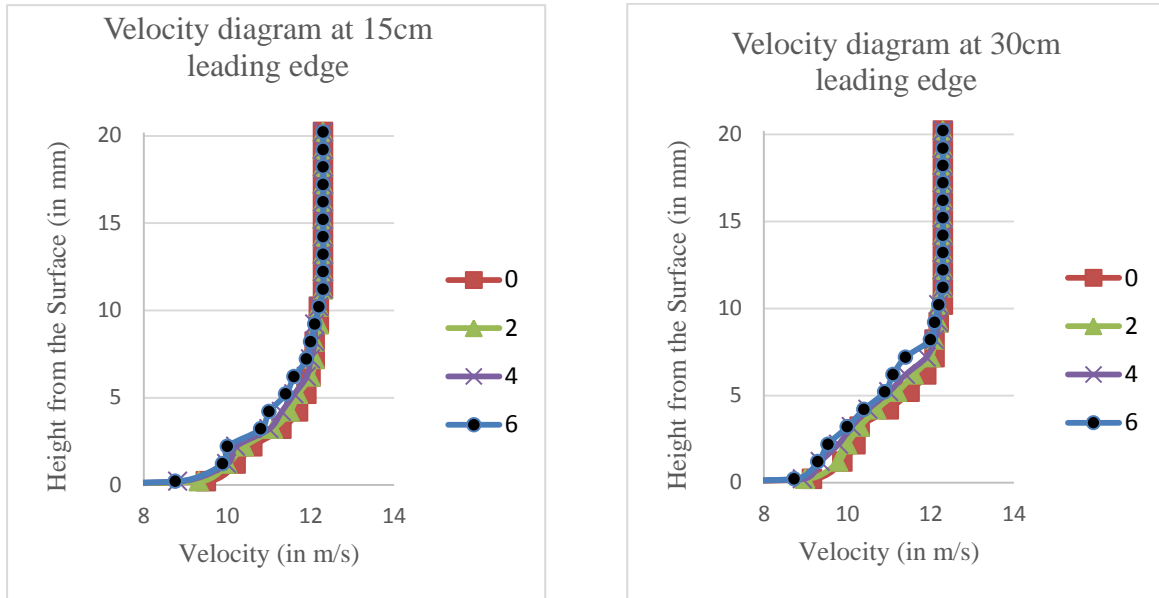 Velocity diagram at 15cm
leading edge
20
15
10
5
0
8 10 12 14
Height from the Surface (in mm)
Velocity (in m/s)
0
2
4
6
Velocity diagram at 30cm
leading edge
20
15
10
5
0
8 10 12 14
Height from the Surface (in mm)
Velocity (in m/s)
0
2
4
6